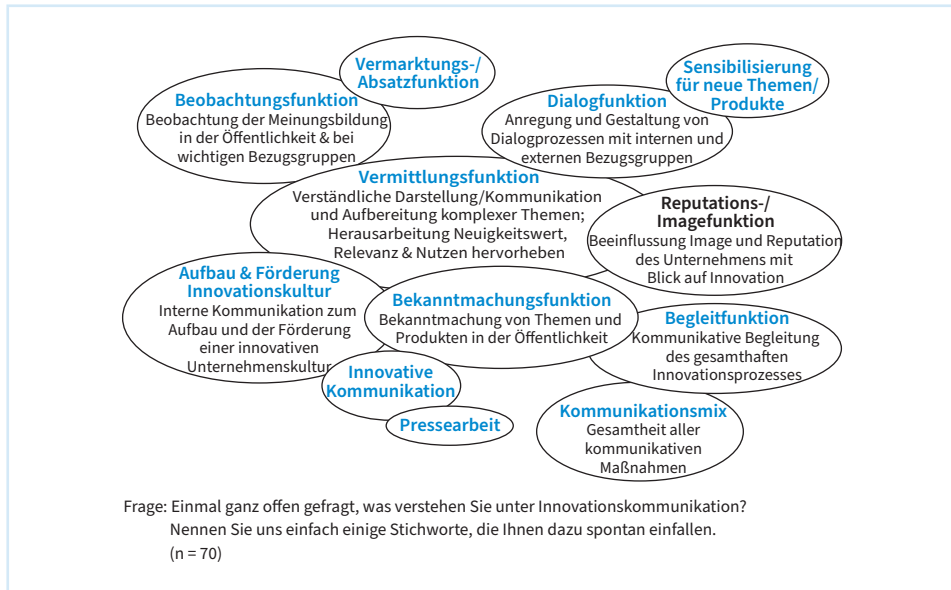 Vermarktungs-/
Absatzfunktion
Sensibilisierung
für neue Themen/
Produkte
Beobachtungsfunktion
Beobachtung der Meinungsbildung
in der Öffentlichkeit & bei
wichtigen Bezugsgruppen
Dialogfunktion
Anregung und Gestaltung von
Dialogprozessen mit internen und
externen Bezugsgruppen
Vermittlungsfunktion
Verständliche Darstellung/Kommunikation
und Aufbereitung komplexer Themen;
Herausarbeitung Neuigkeitswert,
Relevanz & Nutzen hervorheben
Reputations-/
Imagefunktion
Beeinflussung Image und Reputation
des Unternehmens mit
Blick auf Innovation
Aufbau & Förderung
Innovationskultur
Interne Kommunikation zum
Aufbau und der Förderung
einer innovativen
Unternehmenskultur
Bekanntmachungsfunktion
Bekanntmachung von Themen und
Produkten in der Öffentlichkeit
Begleitfunktion
Kommunikative Begleitung
des gesamthaften
Innovationsprozesses
Innovative
Kommunikation
Pressearbeit
Kommunikationsmix
Gesamtheit aller
kommunikativen
Maßnahmen
Frage: Einmal ganz offen gefragt, was verstehen Sie unter Innovationskommunikation?
Nennen Sie uns einfach einige Stichworte, die Ihnen dazu spontan einfallen.
(n = 70)